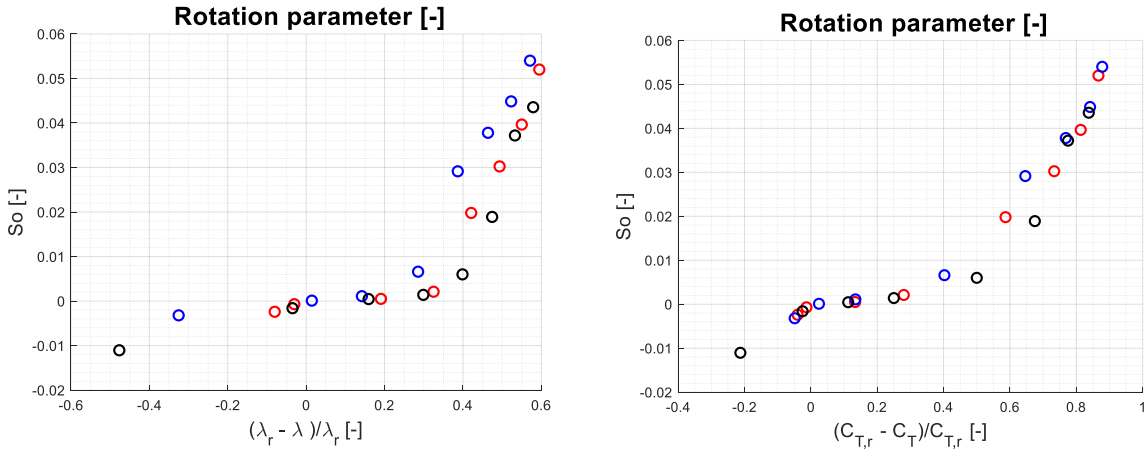 Rotation parameter [-]
0.06
0.05
0.04
0.03
0.02
0.01
0
-0.01
-0.02
So [-]
-0.6 -0.4 -0.2 0 0.2 0.4 0.6
(λr - λ )/λr [-]
Rotation parameter [-]
0.06
0.05
0.04
0.03
0.02
0.01
0
-0.01
-0.02
So [-]
-0.4 -0.2 0 0.2 0.4 0.6 0.8 1
(CT,r - CT)/CT,r [-]